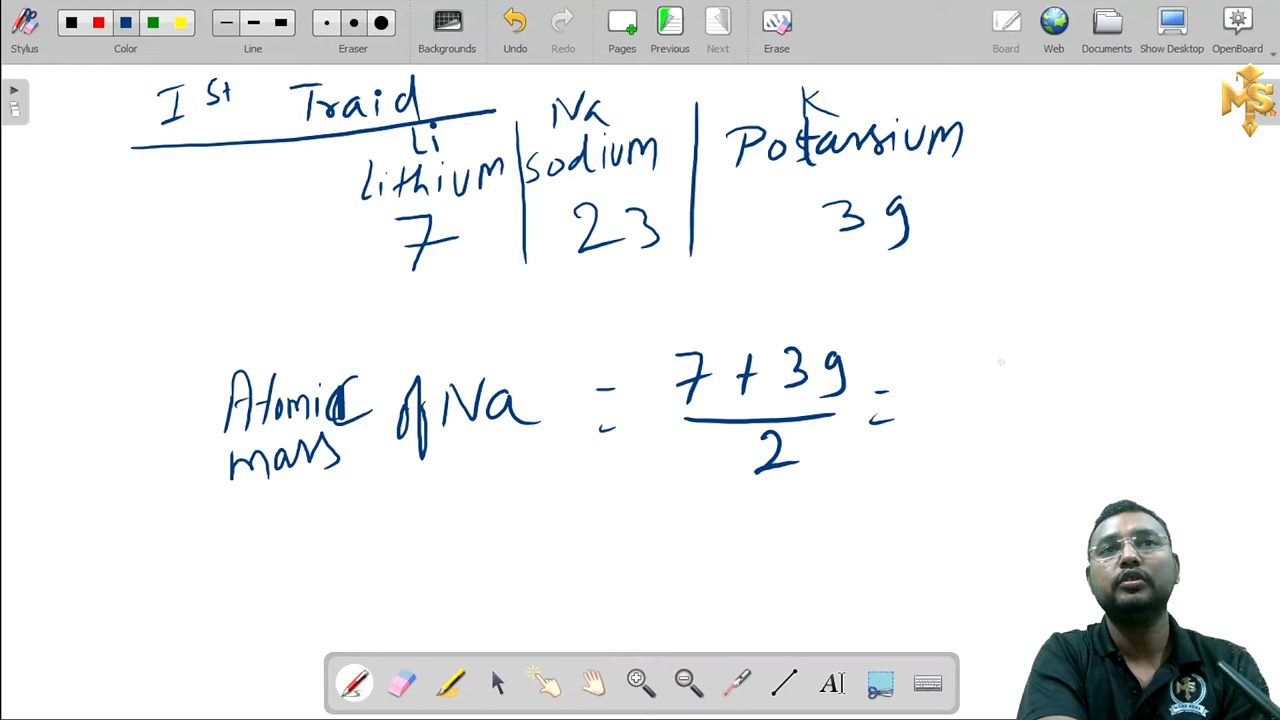 Stylus Color Line Eraser Backgrounds Undo Redo Pages Previous Next Erase Board Web Documents Show Desktop OpenBoard
Ist Traid
Li Na K
Lithium sodium Potassium
7 23 39
Atomic mass of Na = 7 + 39 / 2 =
MS